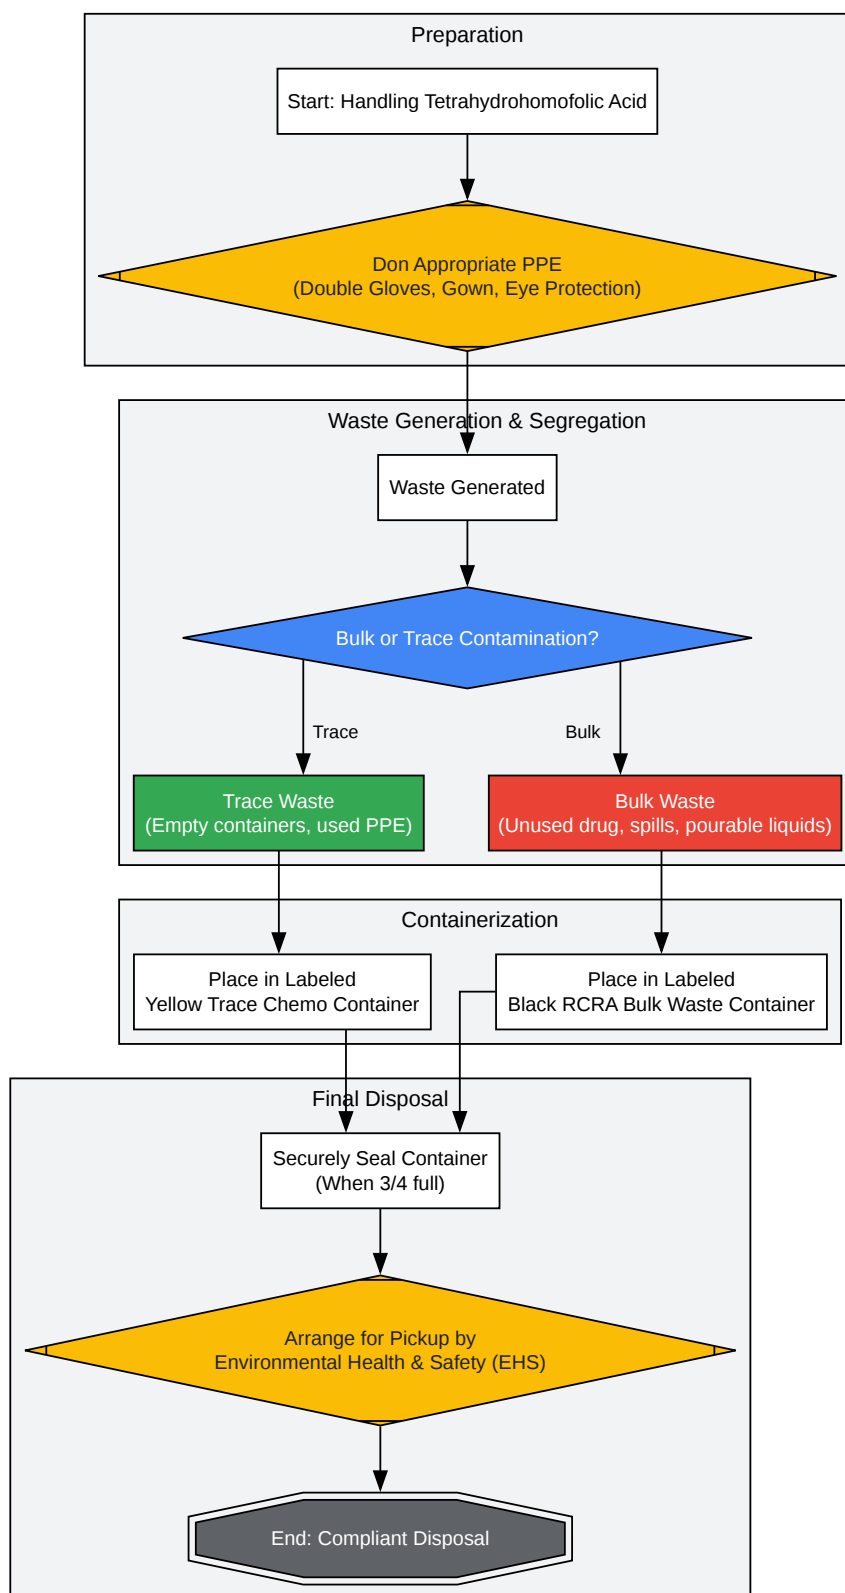 Preparation
Start: Handling Tetrahydrohomofolic Acid
Don Appropriate PPE
(Double Gloves, Gown, Eye Protection)
Waste Generation & Segregation
Waste Generated
Bulk or Trace Contamination?
Trace
Bulk
Trace Waste
(Empty containers, used PPE)
Bulk Waste
(Unused drug, spills, pourable liquids)
Containerization
Place in Labeled
Yellow Trace Chemo Container
Place in Labeled
Black RCRA Bulk Waste Container
Final Disposal
Securely Seal Container
(When 3/4 full)
Arrange for Pickup by
Environmental Health & Safety (EHS)
End: Compliant Disposal